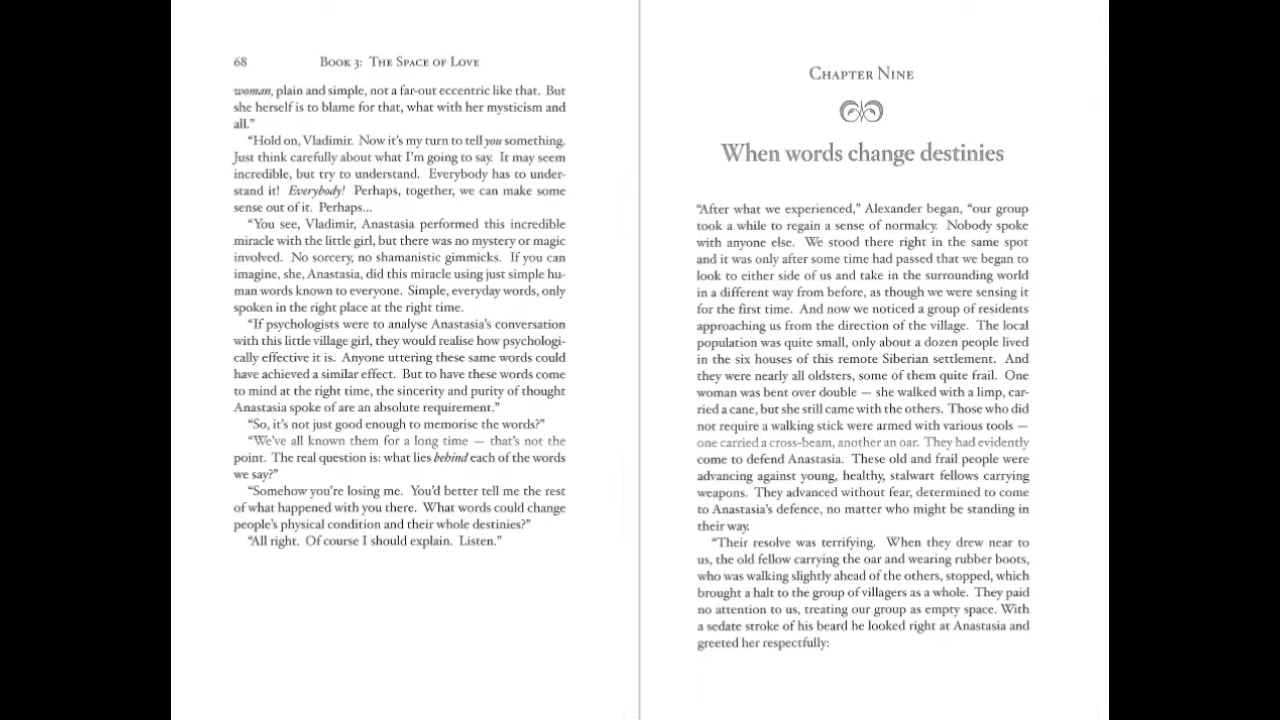 68
Book 3: The Space of Love
woman, plain and simple, not a far-out eccentric like that. But
she herself is to blame for that, what with her mysticism and
all.”
“Hold on, Vladimir. Now it’s my turn to tell you something.
Just think carefully about what I’m going to say. It may seem
incredible, but try to understand. Everybody has to under-
stand it! Everybody! Perhaps, together, we can make some
sense out of it. Perhaps...
“You see, Vladimir, Anastasia performed this incredible
miracle with the little girl, but there was no mystery or magic
involved. No sorcery, no shamanistic gimmicks. If you can
imagine, she, Anastasia, did this miracle using just simple hu-
man words known to everyone. Simple, everyday words, only
spoken in the right place at the right time.
“If psychologists were to analyse Anastasia’s conversation
with this little village girl, they would realise how psychologi-
cally effective it is. Anyone uttering these same words could
have achieved a similar effect. But to have these words come
to mind at the right time, the sincerity and purity of thought
Anastasia spoke of are an absolute requirement.”
“So, it’s not just good enough to memorise the words?”
“We’ve all known them for a long time — that’s not the
point. The real question is: what lies behind each of the words
we say?”
“Somehow you’re losing me. You’d better tell me the rest
of what happened with you there. What words could change
people’s physical condition and their whole destinies?”
“All right. Of course I should explain. Listen.”
Chapter Nine
When words change destinies
“After what we experienced,” Alexander began, “our group
took a while to regain a sense of normalcy. Nobody spoke
with anyone else. We stood there right in the same spot
and it was only after some time had passed that we began to
look to either side of us and take in the surrounding world
in a different way from before, as though we were sensing it
for the first time. And now we noticed a group of residents
approaching us from the direction of the village. The local
population was quite small, only about a dozen people lived
in the six houses of this remote Siberian settlement. And
they were nearly all oldsters, some of them quite frail. One
woman was bent over double — she walked with a limp, car-
ried a cane, but she still came with the others. Those who did
not require a walking stick were armed with various tools —
one carried a cross-beam, another an oar. They had evidently
come to defend Anastasia. These old and frail people were
advancing against young, healthy, stalwart fellows carrying
weapons. They advanced without fear, determined to come
to Anastasia’s defence, no matter who might be standing in
their way.
“Their resolve was terrifying. When they drew near to
us, the old fellow carrying the oar and wearing rubber boots,
who was walking slightly ahead of the others, stopped, which
brought a halt to the group of villagers as a whole. They paid
no attention to us, treating our group as empty space. With
a sedate stroke of his beard he looked right at Anastasia and
greeted her respectfully: